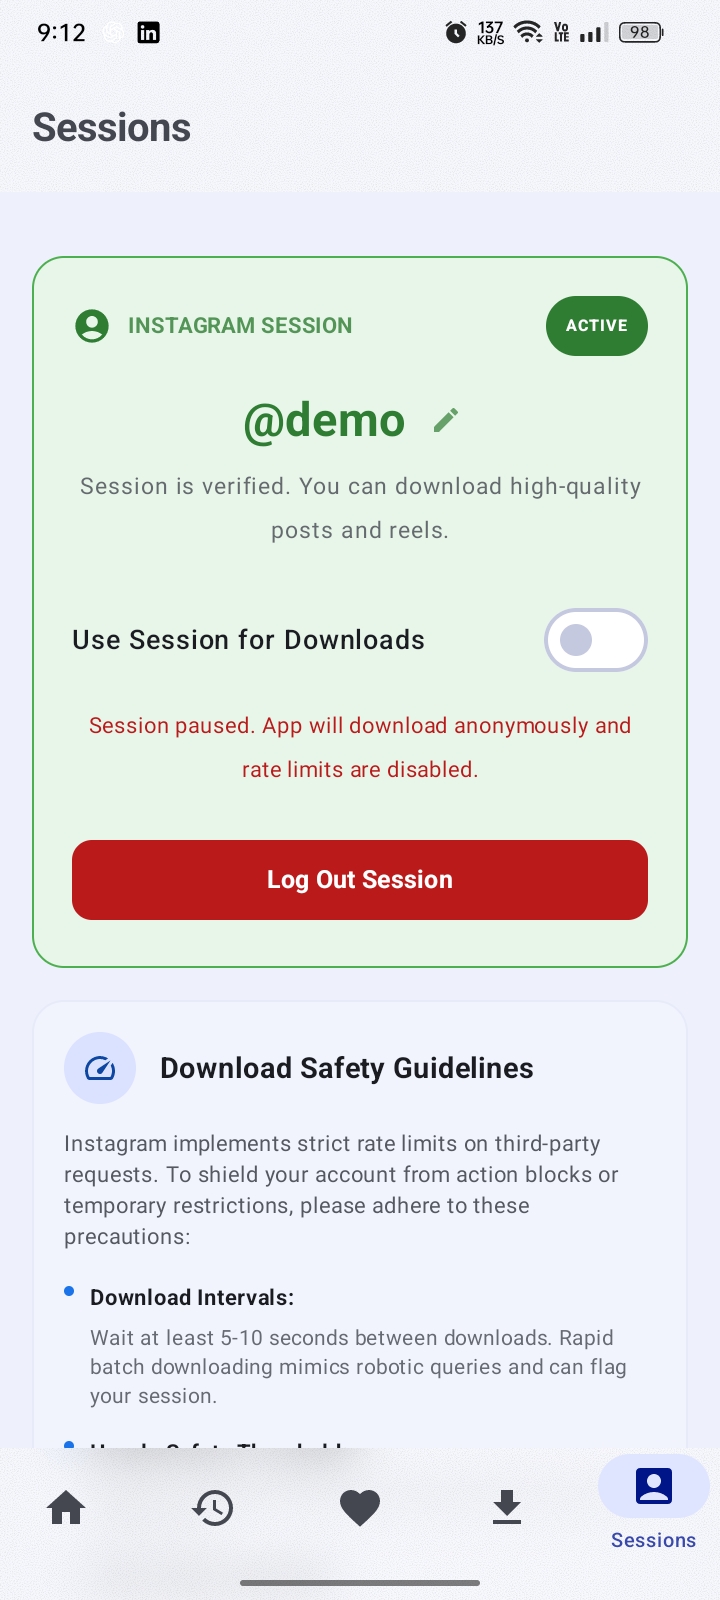 9:12
137
KB/S
Vo
LTE
98
Sessions
INSTAGRAM SESSION
ACTIVE
@demo
Session is verified. You can download high-quality
posts and reels.
Use Session for Downloads
Session paused. App will download anonymously and
rate limits are disabled.
Log Out Session
Download Safety Guidelines
Instagram implements strict rate limits on third-party
requests. To shield your account from action blocks or
temporary restrictions, please adhere to these
precautions:
Download Intervals:
Wait at least 5-10 seconds between downloads. Rapid
batch downloading mimics robotic queries and can flag
your session.
Sessions